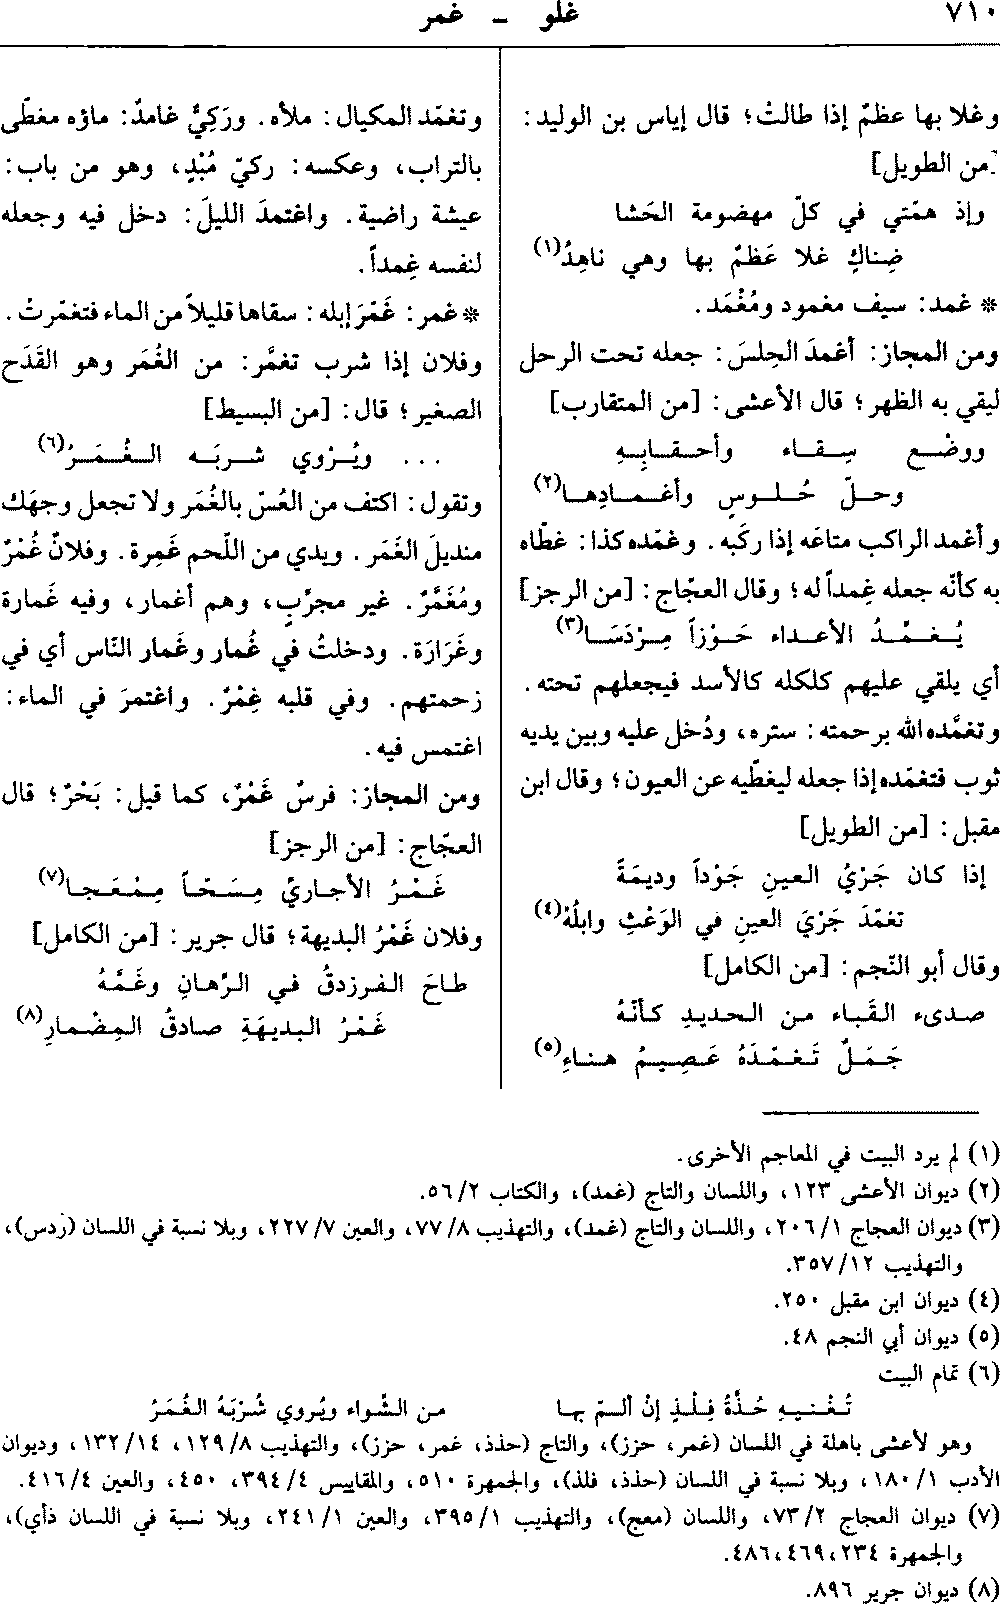 ٧١٠
غلو - غمر
وغلا بها عظمٌ إذا طالتْ؛ قال إياس بن الوليد:
[من الطويل]
وإذ همّتي في كلّ مهضومة الحَشا
ضِناكٍ غلا عَظمٌ بها وهي ناهِدُ(١)
* غمد: سيف مغمود ومُغْمَد.
ومن المجاز: أغمدَ الحِلسَ: جعله تحت الرحل
ليقي به الظهر؛ قال الأعشى: [من المتقارب]
ووضْع سِقاء وأحقابِهِ
وحلّ حُلوسٍ وأغمادِها(٢)
وأغمد الراكب متاعَه إذا ركَبه. وغمّده كذا: غطّاه
به كأنّه جعله غِمداً له؛ وقال العجّاج: [من الرجز]
يُغمِّدُ الأعداء حَوْزاً مِرْدَسَا(٣)
أي يلقي عليهم كلكله كالأسد فيجعلهم تحته.
وتغمَّده الله برحمته: ستره، ودُخل عليه وبين يديه
ثوب فتغمّده إذا جعله ليغطّيه عن العيون؛ وقال ابن
مقبل: [من الطويل]
إذا كان جَرْيُ العينِ جَوْداً وديمَةً
تغمّدَ جَرْيَ العينِ في الوَعْثِ وابلُهْ(٤)
وقال أبو النّجم: [من الكامل]
صدىء القَباء من الحديدِ كأنّهُ
جَمَلٌ تَغمّدَهُ عَصِيمُ هناءِ(٥)
وتغمّد المكيال: ملأه. ورَكِيٌّ غامدٌ: ماؤه مغطّى
بالتراب، وعكسه: ركيّ مُبْدٍ، وهو من باب:
عيشة راضية. واغتمدَ الليلَ: دخل فيه وجعله
لنفسه غِمداً.
* غمر: غَمْرَ إبله: سقاها قليلاً من الماء فتغمّرتْ.
وفلان إذا شرب تغمَّر: من الغُمَر وهو القَدَح
الصغير؛ قال: [من البسيط]
... ويُرْوي شربَه الغُمَرُ(٦)
وتقول: اكتف من العُسّ بالغُمَر ولا تجعل وجهَك
منديلَ الغَمَر. ويدي من اللّحم غَمِرة. وفلانٌ غُمْرٌ
ومُغَمَّرٌ. غير مجرِّبٍ، وهم أغمار، وفيه غَمارة
وغَرَارَة. ودخلتُ في غُمار وغَمار النّاس أي في
زحمتهم. وفي قلبه غِمْرٌ. واغتمرَ في الماء:
اغتمس فيه.
ومن المجاز: فرسٌ غَمْرٌ، كما قيل: بَحْرٌ؛ قال
العجّاج: [من الرجز]
غَمْرُ الأجاريِّ مِسَحّاً مِمْعَجا(٧)
وفلان غَمْرُ البديهة؛ قال جرير: [من الكامل]
طاحَ الفرزدقُ في الرِّهانِ وغَمَّهُ
غَمْرُ البديهَةِ صادقُ المِضْمارِ(٨)
(١) لم يرد البيت في المعاجم الأخرى.
(٢) ديوان الأعشى ١٢٣، واللسان والتاج (غمد)، والكتاب ٥٦/٢.
(٣) ديوان العجاج ٢٠٦/١، واللسان والتاج (غمد)، والتهذيب ٧٧/٨، والعين ٢٢٧/٧، وبلا نسبة في اللسان (ردس)،
والتهذيب ٣٥٧/١٢.
(٤) ديوان ابن مقبل ٢٥٠.
(٥) ديوان أبي النجم ٤٨.
(٦) تمام البيت
تُغْنيهِ حُذَّةُ فِلْذٍ إنْ ألمّ بها من الشِّواء ويُروي شُرْبَهُ الغُمَرُ
وهو لأعشى باهلة في اللسان (غمر، حزز)، والتاج (حذذ، غمر، حزز)، والتهذيب ١٢٩/٨، ١٣٢/١٤، وديوان
الأدب ١٨٠/١، وبلا نسبة في اللسان (حذذ، فلذ)، والجمهرة ٥١٠، والمقاييس ٣٩٤/٤، ٤٥٠، والعين ٤١٦/٤.
(٧) ديوان العجاج ٧٣/٢، واللسان (معج)، والتهذيب ٣٩٥/١، والعين ٢٤١/١، وبلا نسبة في اللسان ذأي)،
والجمهرة ٢٣٤، ٤٦٩، ٤٨٦.
(٨) ديوان جرير ٨٩٦.